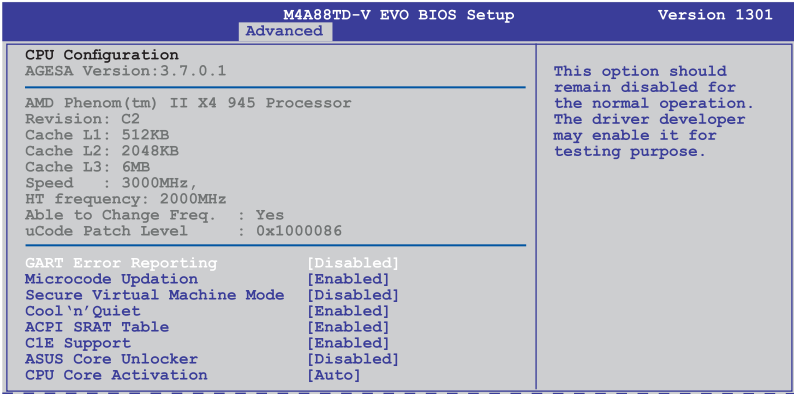 M4A88TD-V EVO BIOS Setup Version 1301
Advanced
CPU Configuration
AGESA Version:3.7.0.1
AMD Phenom(tm) II X4 945 Processor
Revision: C2
Cache L1: 512KB
Cache L2: 2048KB
Cache L3: 6MB
Speed : 3000MHz,
HT frequency: 2000MHz
Able to Change Freq. : Yes
uCode Patch Level : 0x1000086
GART Error Reporting [Disabled]
Microcode Updation [Enabled]
Secure Virtual Machine Mode [Disabled]
Cool‘n’Quiet [Enabled]
ACPI SRAT Table [Enabled]
C1E Support [Enabled]
ASUS Core Unlocker [Disabled]
CPU Core Activation [Auto]
This option should
remain disabled for
the normal operation.
The driver developer
may enable it for
testing purpose.